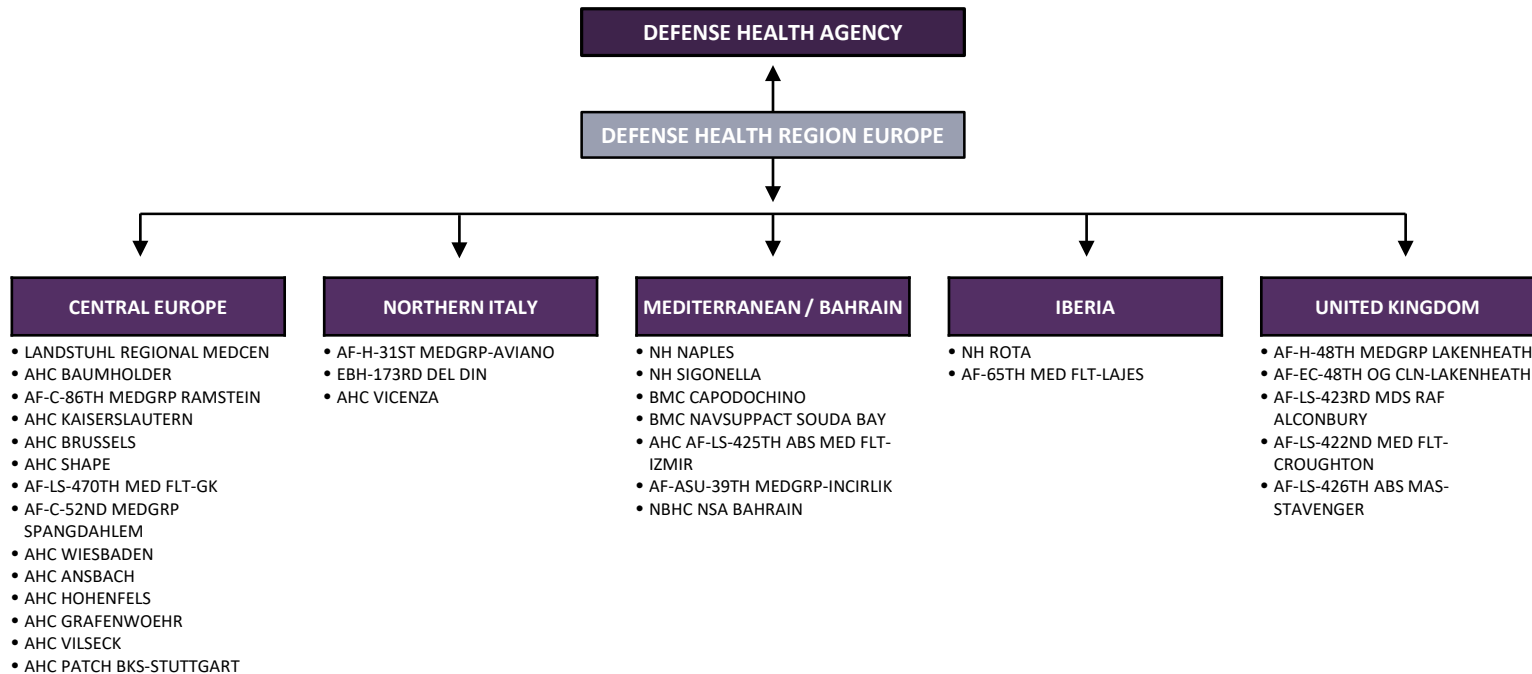 DEFENSE HEALTH AGENCY
DEFENSE HEALTH REGION EUROPE
CENTRAL EUROPE
• LANDSTUHL REGIONAL MEDCEN
• AHC BAUMHOLDER
• AF-C-86TH MEDGRP RAMSTEIN
• AHC KAISERSLAUTERN
• AHC BRUSSELS
• AHC SHAPE
• AF-LS-470TH MED FLT-GK
• AF-C-52ND MEDGRP
SPANGDAHLEM
• AHC WIESBADEN
• AHC ANSBACH
• AHC HOHENFELS
• AHC GRAFENWOEHR
• AHC VILSECK
• AHC PATCH BKS-STUTTGART
NORTHERN ITALY
• AF-H-31ST MEDGRP-AVIANO
• EBH-173RD DEL DIN
• AHC VICENZA
MEDITERRANEAN / BAHRAIN
• NH NAPLES
• NH SIGONELLA
• BMC CAPODOCHINO
• BMC NAVSUPPACT SOUDA BAY
• AHC AF-LS-425TH ABS MED FLT-
IZMIR
• AF-ASU-39TH MEDGRP-INCIRLIK
• NBHC NSA BAHRAIN
IBERIA
• NH ROTA
• AF-65TH MED FLT-LAJES
UNITED KINGDOM
• AF-H-48TH MEDGRP LAKENHEATH
• AF-EC-48TH OG CLN-LAKENHEATH
• AF-LS-423RD MDS RAF
ALCONBURY
• AF-LS-422ND MED FLT-
CROUGHTON
• AF-LS-426TH ABS MAS-
STAVENGER